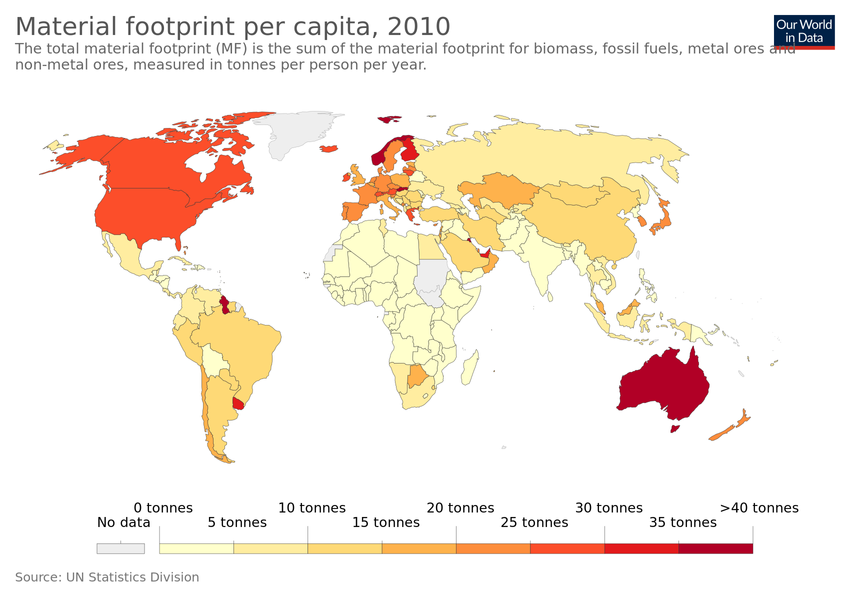 Material footprint per capita, 2010
Our World
in Data
The total material footprint (MF) is the sum of the material footprint for biomass, fossil fuels, metal ores and
non-metal ores, measured in tonnes per person per year.
0 tonnes 10 tonnes 20 tonnes 30 tonnes >40 tonnes
No data 5 tonnes 15 tonnes 25 tonnes 35 tonnes
Source: UN Statistics Division